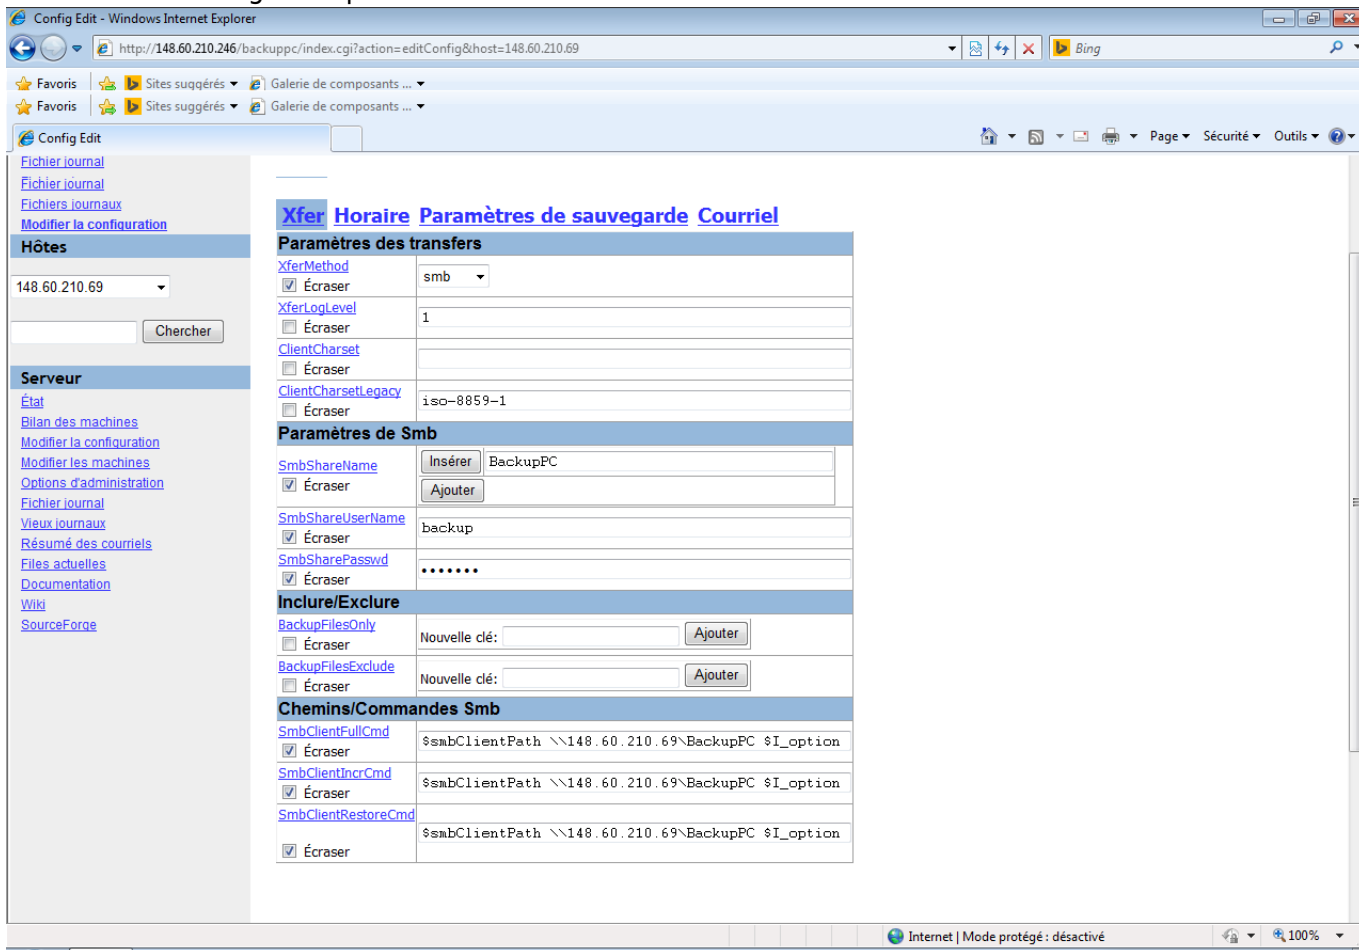 Config Edit - Windows Internet Explorer
http://148.60.210.246/backuppc/index.cgi?action=editConfig&host=148.60.210.69
Bing
Favoris Sites suggérés Galerie de composants ...
Favoris Sites suggérés Galerie de composants ...
Config Edit
Page Sécurité Outils
Fichier journal
Fichier journal
Fichiers journaux
Modifier la configuration
Hôtes
148.60.210.69
Chercher
Serveur
État
Bilan des machines
Modifier la configuration
Modifier les machines
Options d'administration
Fichier journal
Vieux journaux
Résumé des courriels
Files actuelles
Documentation
Wiki
SourceForge
Xfer Horaire Paramètres de sauvegarde Courriel
Paramètres des transfers
XferMethod
Écraser
smb
XferLogLevel
Écraser
1
ClientCharset
Écraser
ClientCharsetLegacy
Écraser
iso-8859-1
Paramètres de Smb
SmbShareName
Écraser
Insérer BackupPC
Ajouter
SmbShareUserName
Écraser
backup
SmbSharePasswd
Écraser
•••••••
Inclure/Exclure
BackupFilesOnly
Écraser
Nouvelle clé: Ajouter
BackupFilesExclude
Écraser
Nouvelle clé: Ajouter
Chemins/Commandes Smb
SmbClientFullCmd
Écraser
$smbClientPath \\148.60.210.69\BackupPC $I_option
SmbClientIncrCmd
Écraser
$smbClientPath \\148.60.210.69\BackupPC $I_option
SmbClientRestoreCmd
Écraser
$smbClientPath \\148.60.210.69\BackupPC $I_option
Internet | Mode protégé : désactivé
100%